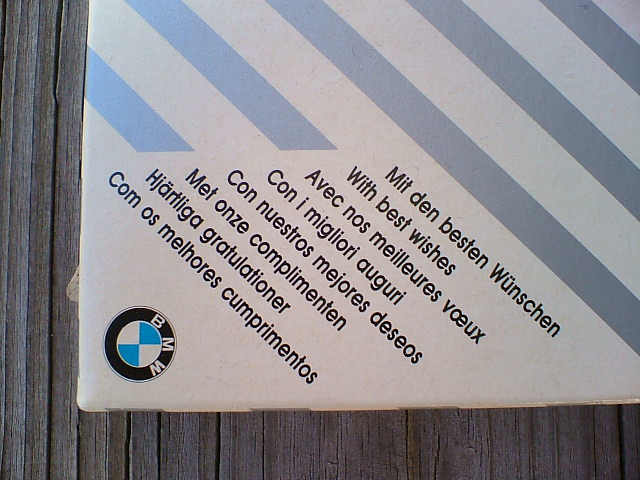 Mit den besten Wünschen
With best wishes
Avec nos meilleures vœux
Con i migliori auguri
Con nuestros mejores deseos
Met onze complimenten
Hjärtliga gratulationer
Com os melhores cumprimentos
BMW